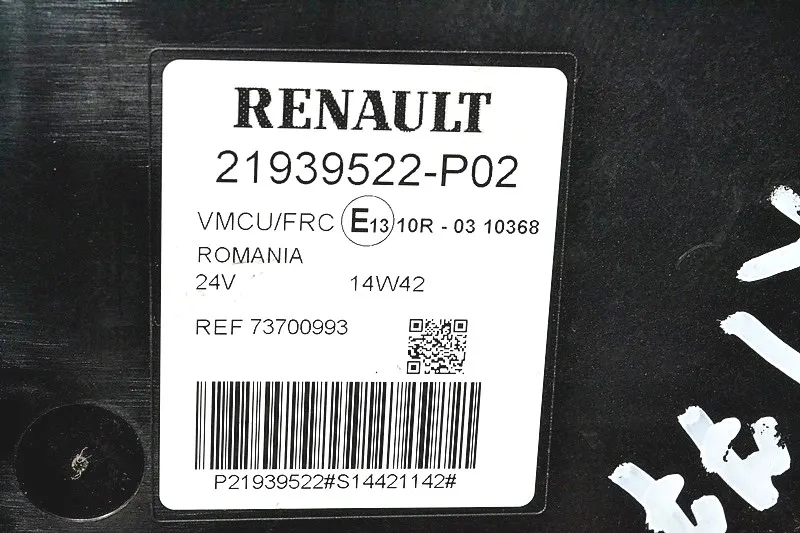 RENAULT
21939522-P02
VMCU/FRC E13 10R - 03 10368
ROMANIA
24V 14W42
REF 73700993
P21939522#S14421142#